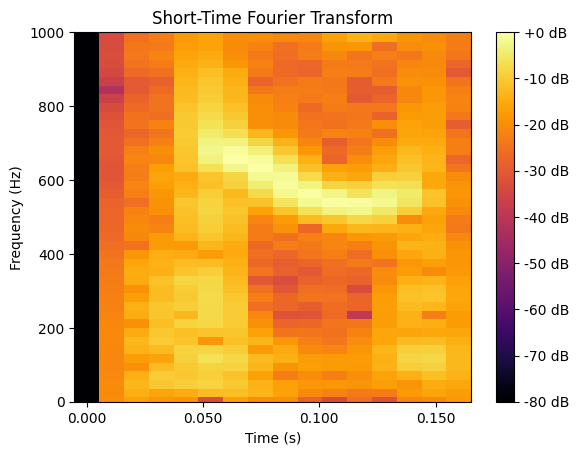 Short-Time Fourier Transform
Frequency (Hz)
1000
800
600
400
200
0
0.000
0.050
0.100
0.150
Time (s)
+0 dB
-10 dB
-20 dB
-30 dB
-40 dB
-50 dB
-60 dB
-70 dB
-80 dB